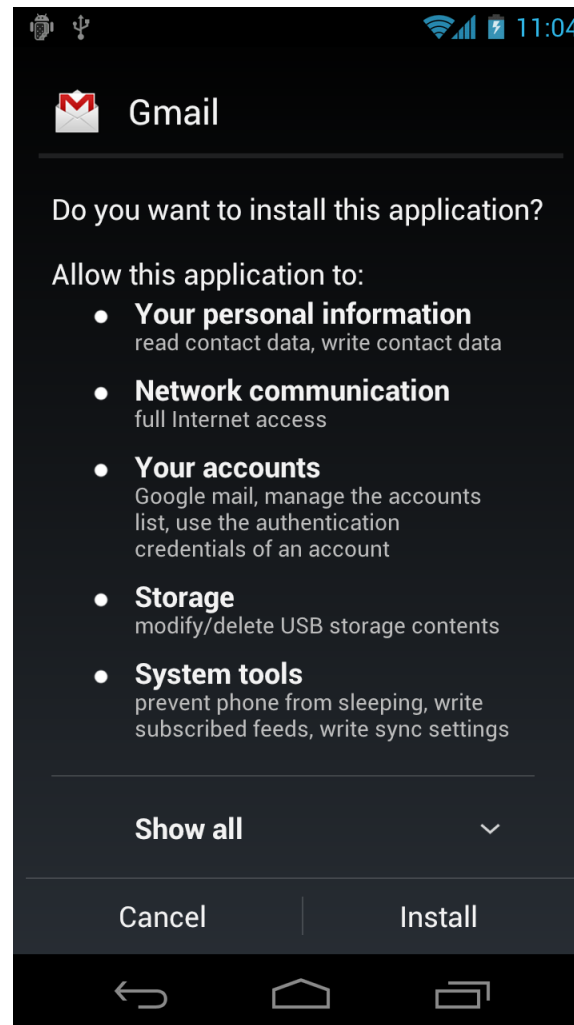 11:04
Gmail
Do you want to install this application?
Allow this application to:
Your personal information
read contact data, write contact data
Network communication
full Internet access
Your accounts
Google mail, manage the accounts
list, use the authentication
credentials of an account
Storage
modify/delete USB storage contents
System tools
prevent phone from sleeping, write
subscribed feeds, write sync settings
Show all
Cancel Install